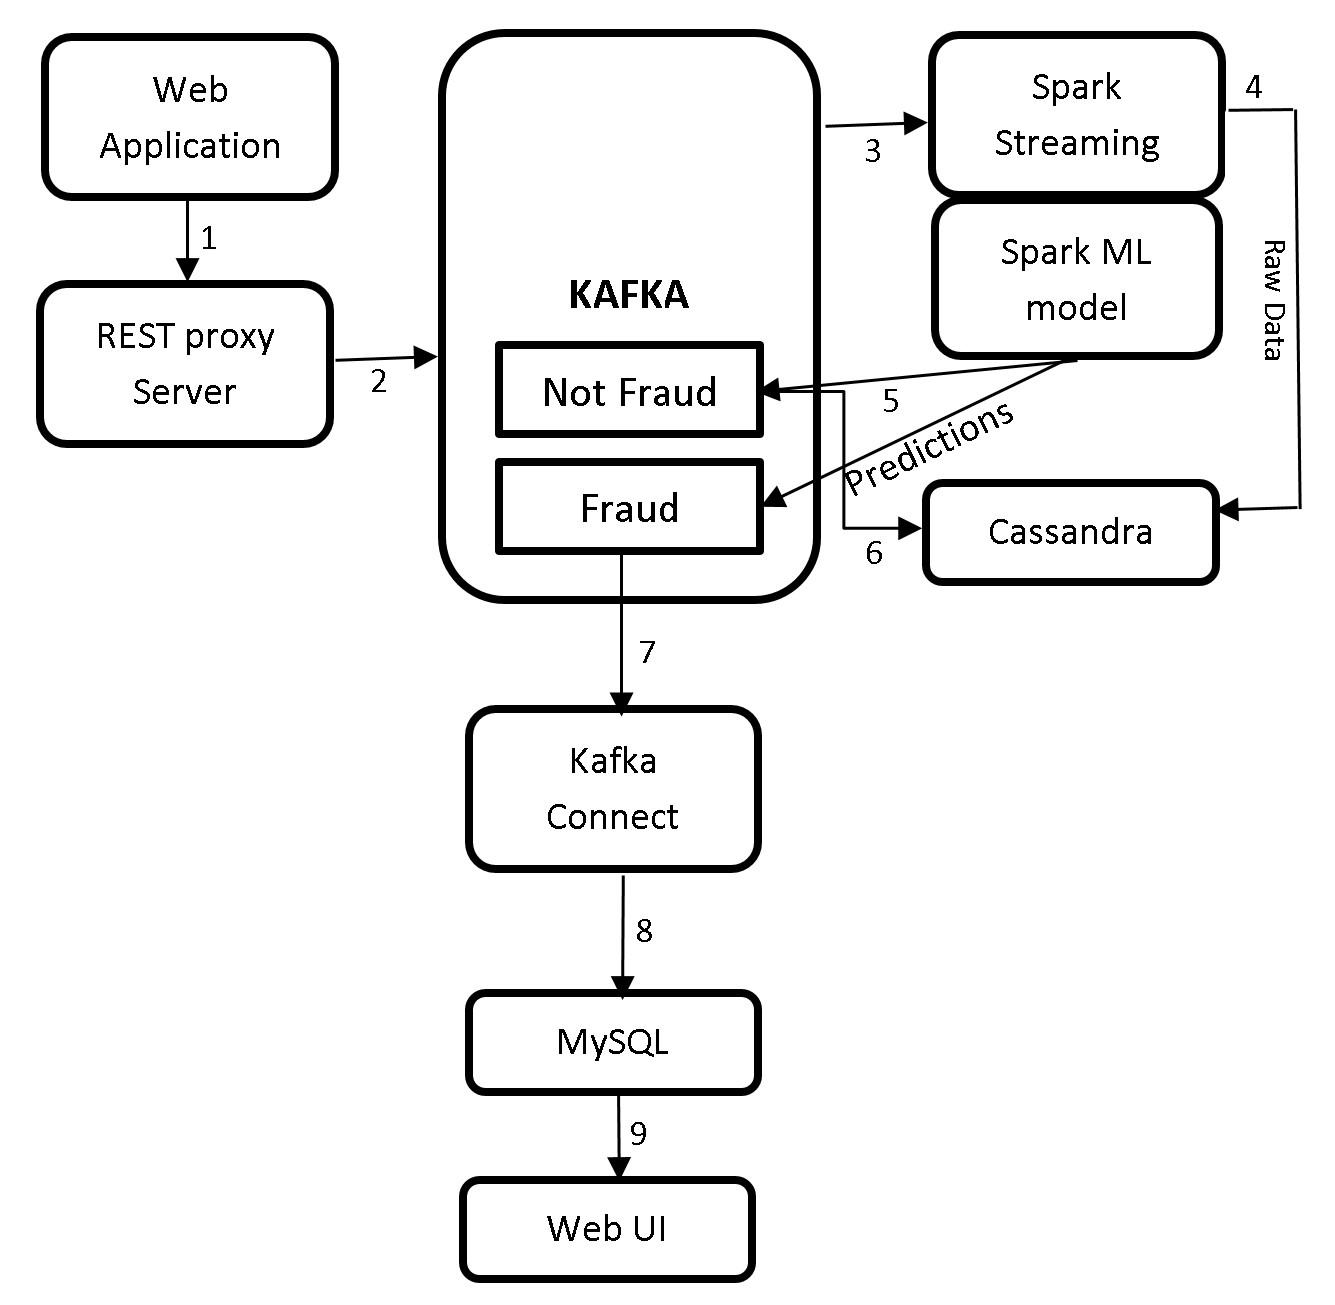 Web
Application
1
REST proxy
Server
2
KAFKA
Not Fraud
Fraud
3
Spark
Streaming
4
Spark ML
model
Raw Data
5
Predictions
6
Cassandra
7
Kafka
Connect
8
MySQL
9
Web UI